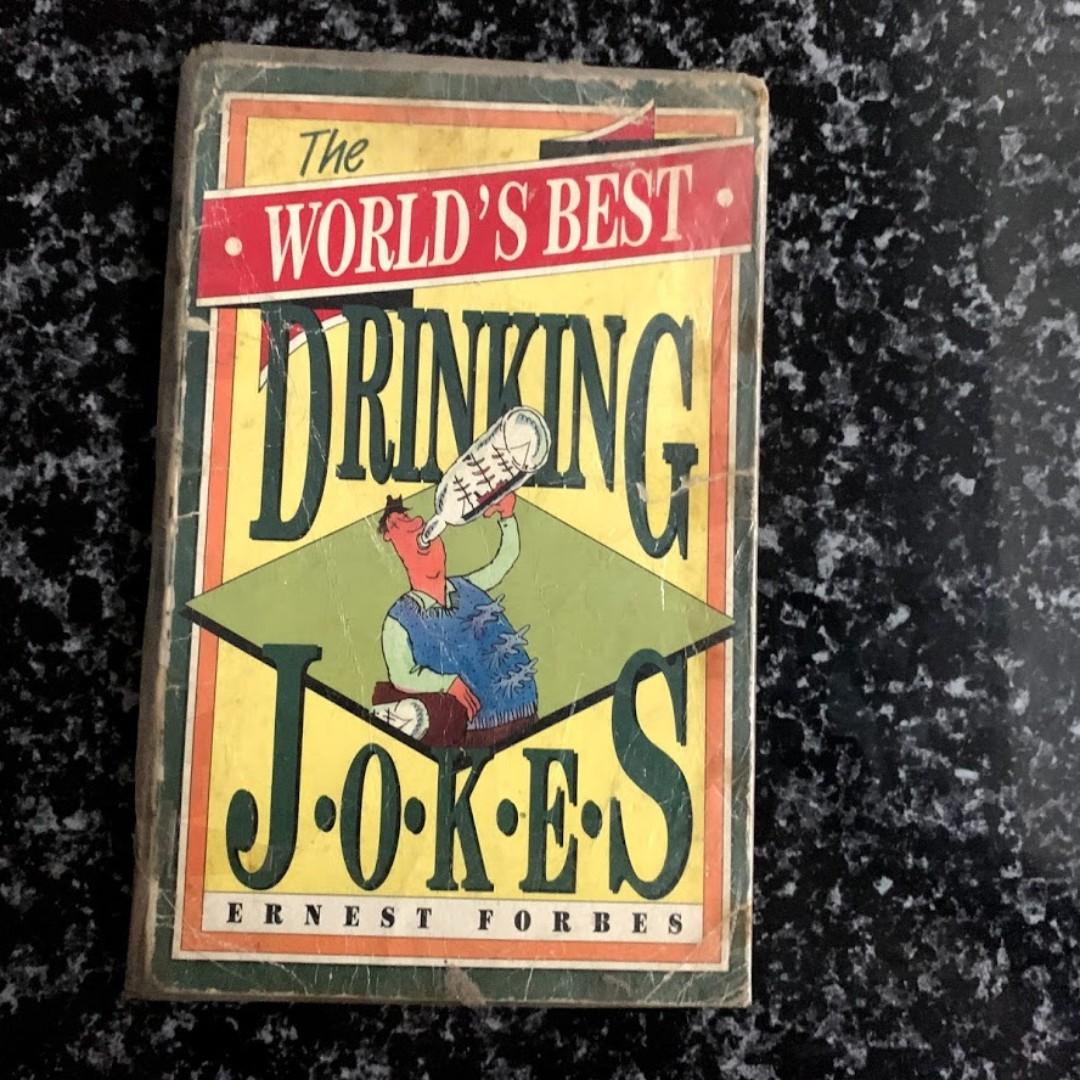 The
• WORLD'S BEST •
DRINKING
J•O•K•E•S
ERNEST FORBES